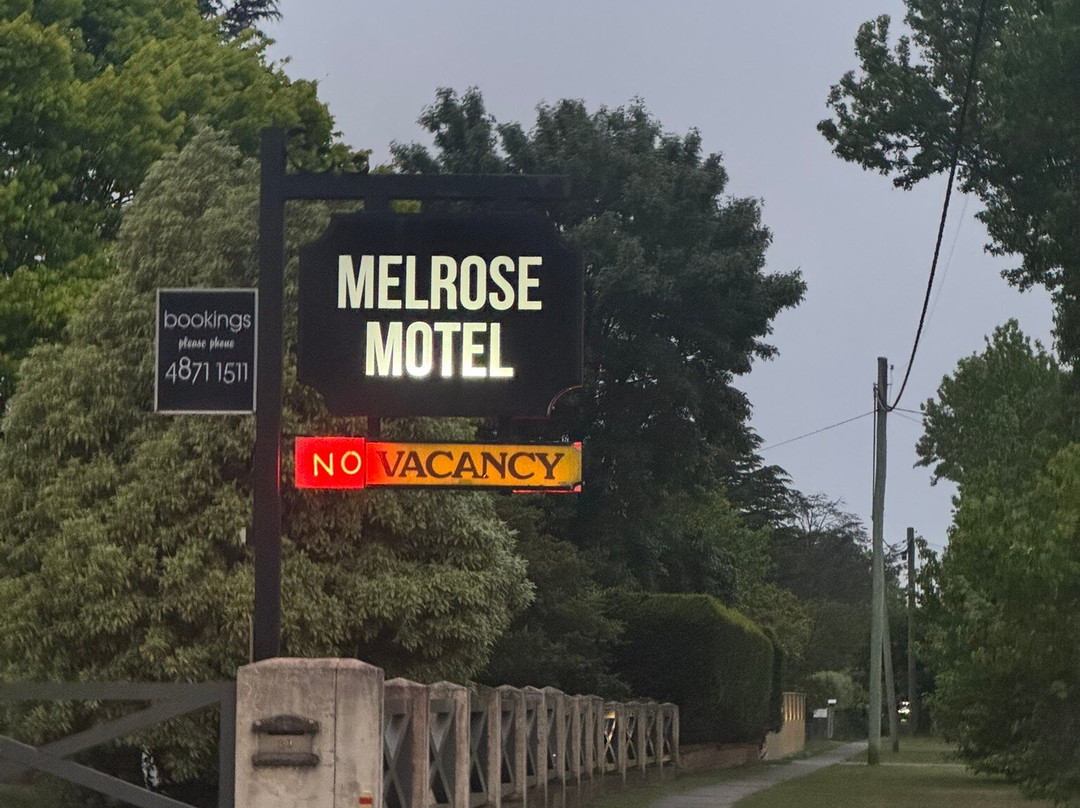 MELROSE
MOTEL
bookings
please phone
4871 1511
NO VACANCY